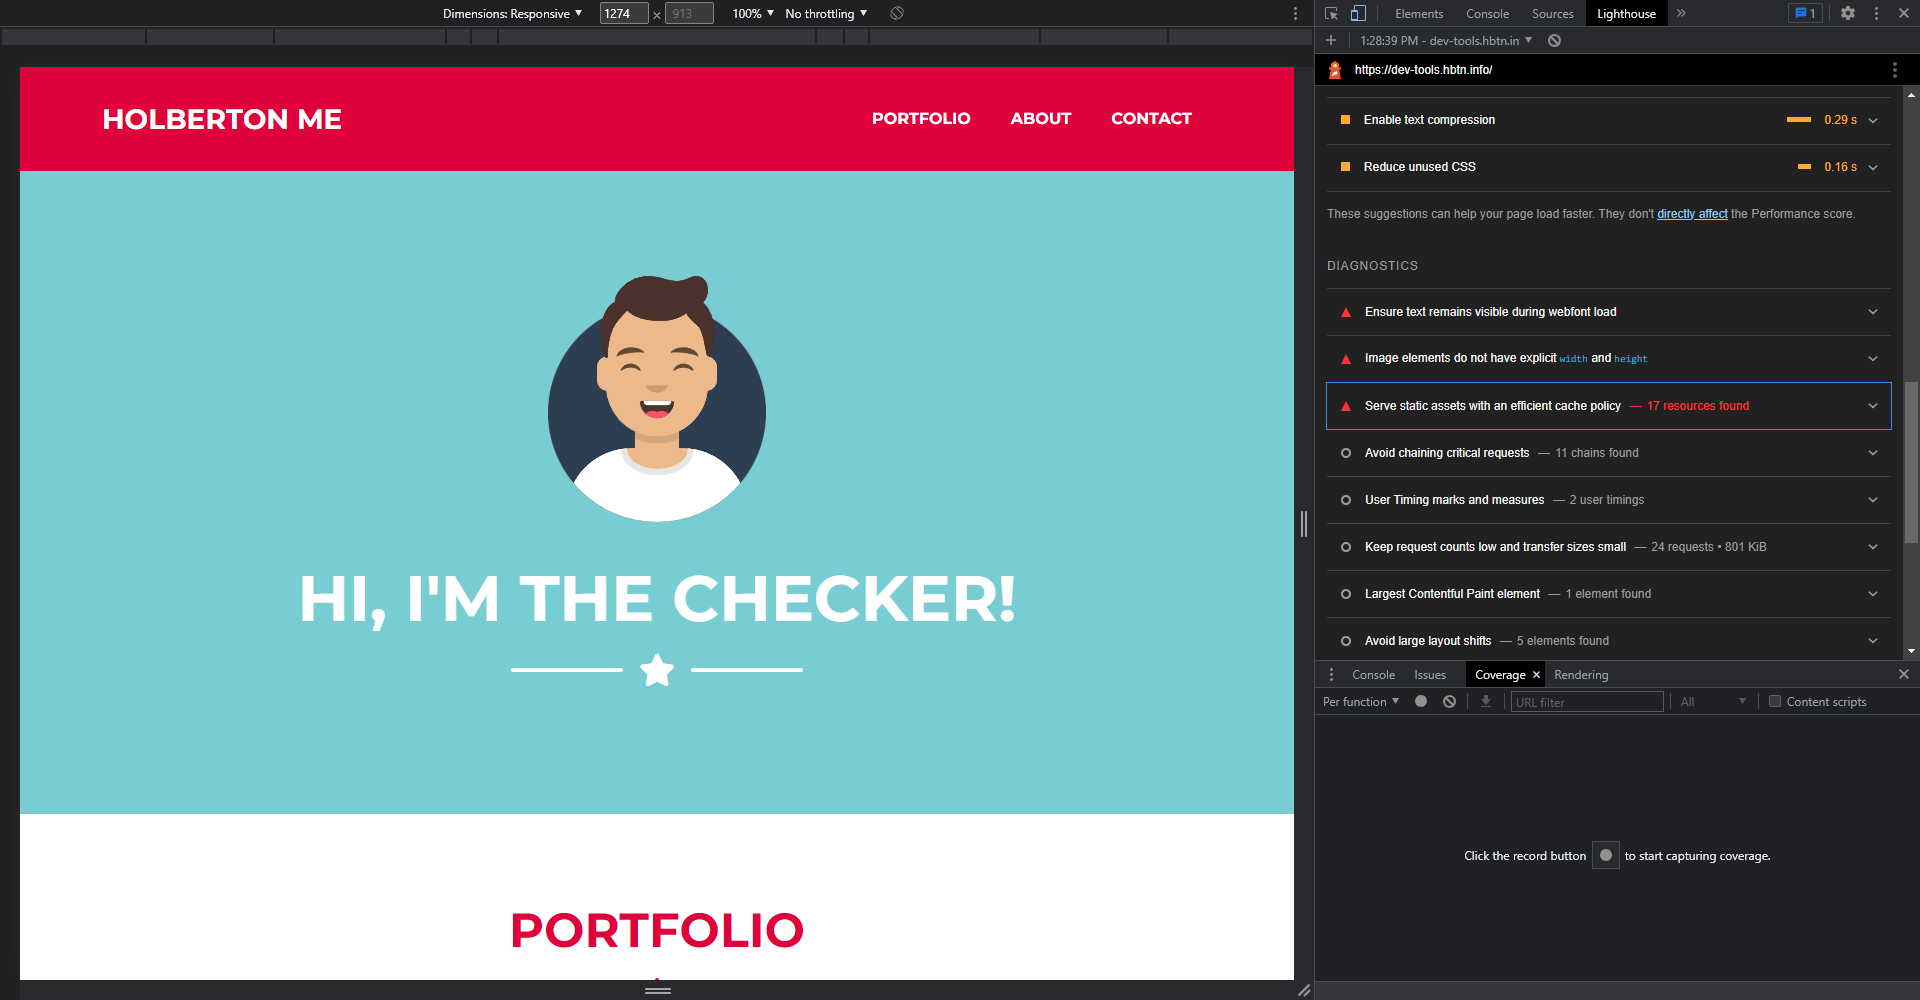 Dimensions: Responsive 1274 × 913 100% No throttling
HOLBERTON ME PORTFOLIO ABOUT CONTACT
HI, I'M THE CHECKER!
PORTFOLIO
Elements Console Sources Lighthouse 1
1:28:39 PM - dev-tools.hbtn.in
https://dev-tools.hbtn.info/
Enable text compression 0.29 s
Reduce unused CSS 0.16 s
These suggestions can help your page load faster. They don't directly affect the Performance score.
DIAGNOSTICS
Ensure text remains visible during webfont load
Image elements do not have explicit width and height
Serve static assets with an efficient cache policy — 17 resources found
Avoid chaining critical requests — 11 chains found
User Timing marks and measures — 2 user timings
Keep request counts low and transfer sizes small — 24 requests • 801 KiB
Largest Contentful Paint element — 1 element found
Avoid large layout shifts — 5 elements found
Console Issues Coverage Rendering
Per function URL filter All Content scripts
Click the record button to start capturing coverage.